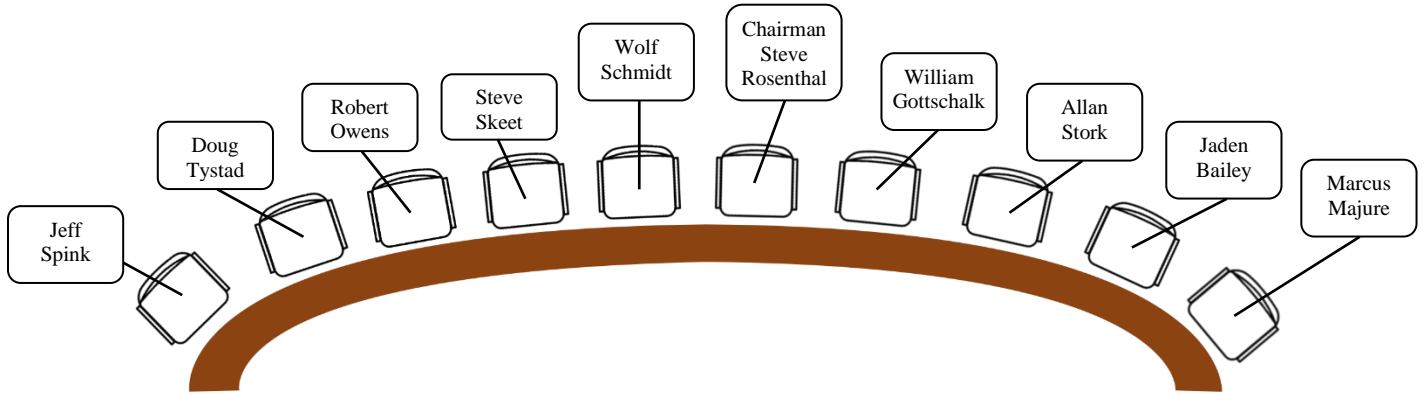 Jeff
Spink
Doug
Tystad
Robert
Owens
Steve
Skeet
Wolf
Schmidt
Chairman
Steve
Rosenthal
William
Gottschalk
Allan
Stork
Jaden
Bailey
Marcus
Majure